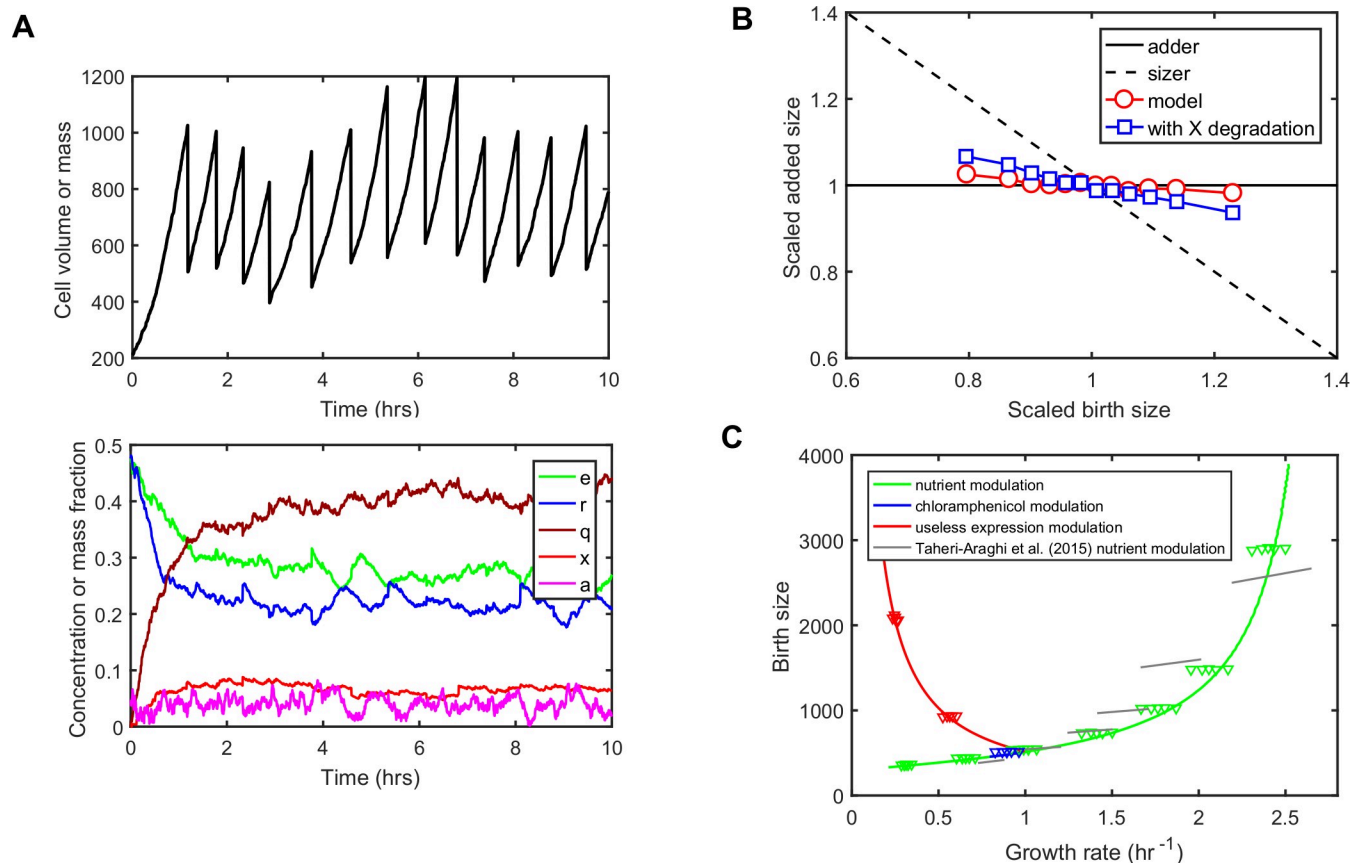 A
1200
1000
800
600
400
200
0 2 4 6 8 10
Cell volume or mass
Time (hrs)
0.5
0.4
0.3
0.2
0.1
0
0 2 4 6 8 10
Concentration or mass fraction
Time (hrs)
e
r
q
x
a
B
1.4
1.2
1
0.8
0.6
0.6 0.8 1 1.2 1.4
Scaled added size
Scaled birth size
adder
sizer
model
with X degradation
C
4000
3000
2000
1000
0
0 0.5 1 1.5 2 2.5
Birth size
Growth rate (hr⁻¹)
nutrient modulation
chloramphenicol modulation
useless expression modulation
Taheri-Araghi et al. (2015) nutrient modulation